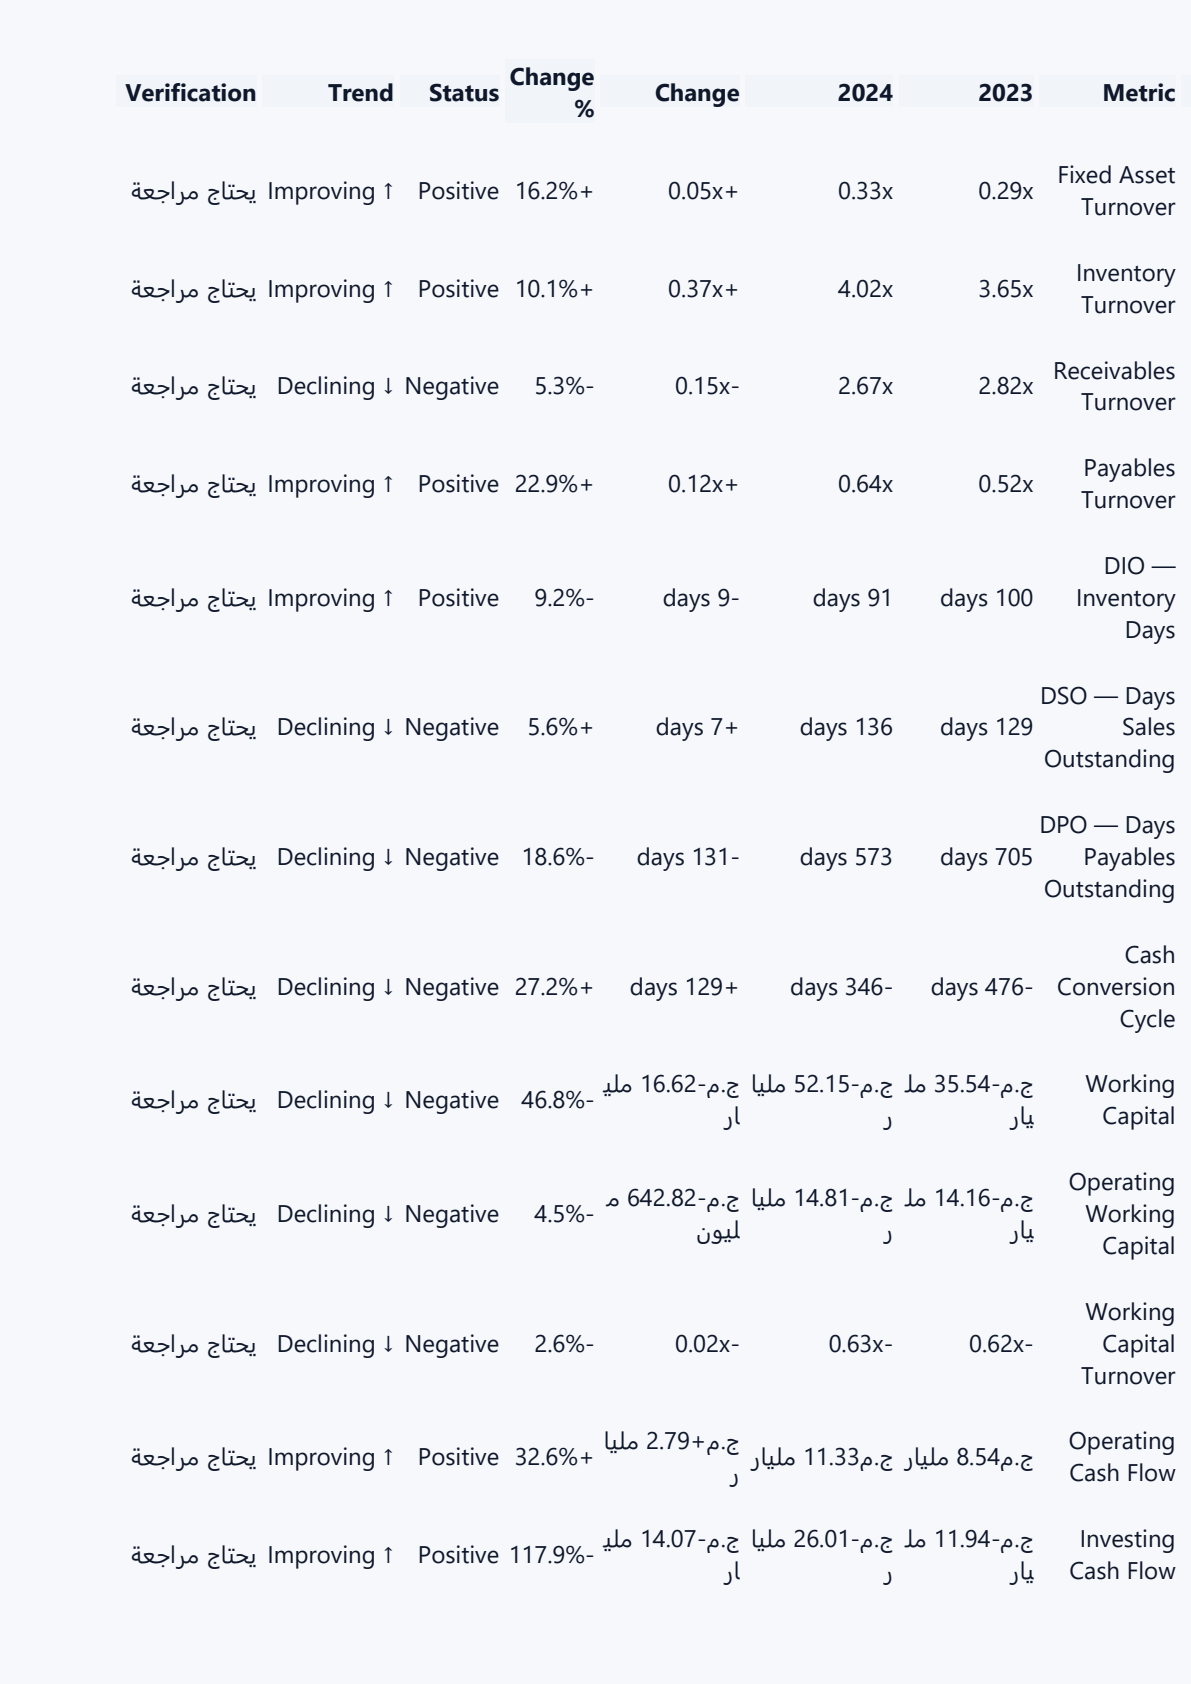 Metric 2023 2024 Change Change % Status Trend Verification
Fixed Asset Turnover 0.29x 0.33x 0.05x+ 16.2%+ Positive Improving ↑ يحتاج مراجعة
Inventory Turnover 3.65x 4.02x 0.37x+ 10.1%+ Positive Improving ↑ يحتاج مراجعة
Receivables Turnover 2.82x 2.67x 0.15x- 5.3%- Negative Declining ↓ يحتاج مراجعة
Payables Turnover 0.52x 0.64x 0.12x+ 22.9%+ Positive Improving ↑ يحتاج مراجعة
DIO — Inventory Days days 100 days 91 days 9- 9.2%- Positive Improving ↑ يحتاج مراجعة
DSO — Days Sales Outstanding days 129 days 136 days 7+ 5.6%+ Negative Declining ↓ يحتاج مراجعة
DPO — Days Payables Outstanding days 705 days 573 days 131- 18.6%- Negative Declining ↓ يحتاج مراجعة
Cash Conversion Cycle days 476- days 346- days 129+ 27.2%+ Negative Declining ↓ يحتاج مراجعة
Working Capital ج.م-35.54 مليار ج.م-52.15 مليار ج.م-16.62 مليار 46.8%- Negative Declining ↓ يحتاج مراجعة
Operating Working Capital ج.م-14.16 مليار ج.م-14.81 مليار ج.م-642.82 مليون 4.5%- Negative Declining ↓ يحتاج مراجعة
Working Capital Turnover 0.62x- 0.63x- 0.02x- 2.6%- Negative Declining ↓ يحتاج مراجعة
Operating Cash Flow ج.م8.54 مليار ج.م11.33 مليار ج.م+2.79 مليار 32.6%+ Positive Improving ↑ يحتاج مراجعة
Investing Cash Flow ج.م-11.94 مليار ج.م-26.01 مليار ج.م-14.07 مليار 117.9%- Positive Improving ↑ يحتاج مراجعة